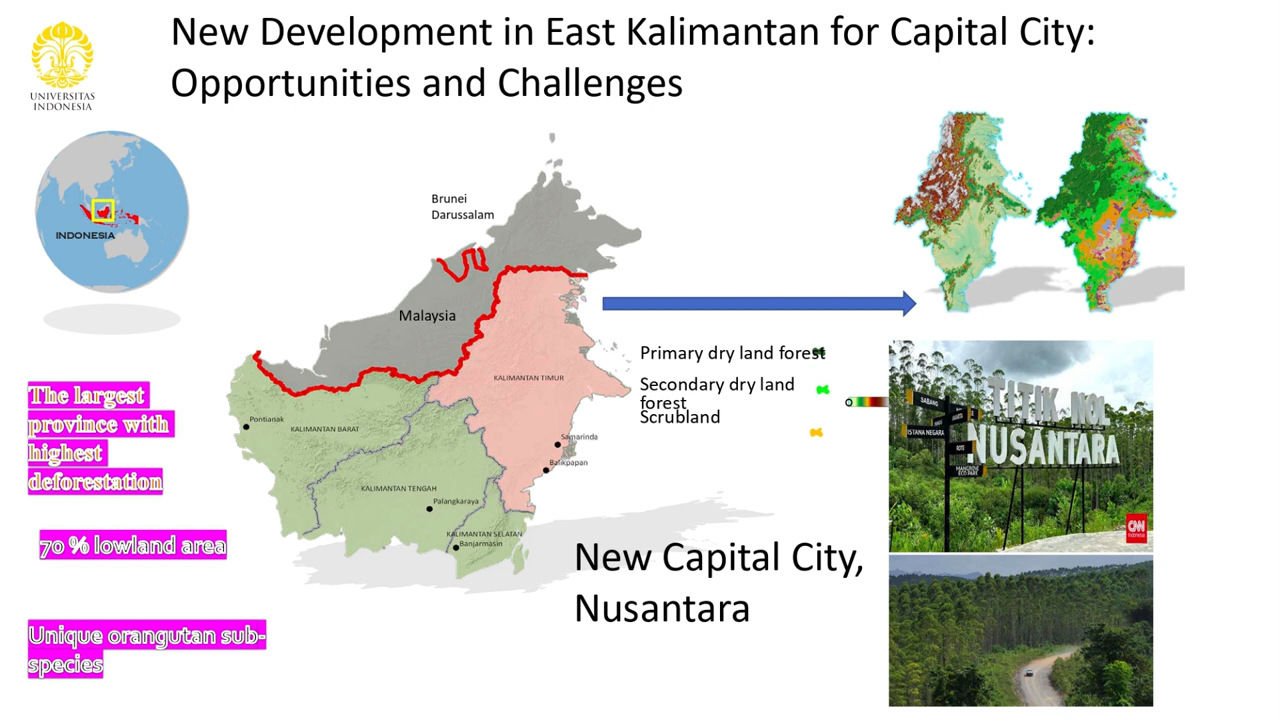 New Development in East Kalimantan for Capital City:
Opportunities and Challenges
UNIVERSITAS
INDONESIA
INDONESIA
Brunei
Darussalam
Malaysia
KALIMANTAN TIMUR
Pontianak
KALIMANTAN BARAT
Samarinda
Balikpapan
KALIMANTAN TENGAH
Palangkaraya
KALIMANTAN SELATAN
Banjarmasin
The largest
province with
highest
deforestation
70 % lowland area
Unique orangutan sub-
species
Primary dry land forest
Secondary dry land
forest
Scrubland
New Capital City,
Nusantara
TITIK NOL
NUSANTARA
SABANG
ISTANA NEGARA
MANGROVE
ECO PARK
CNN
Indonesia